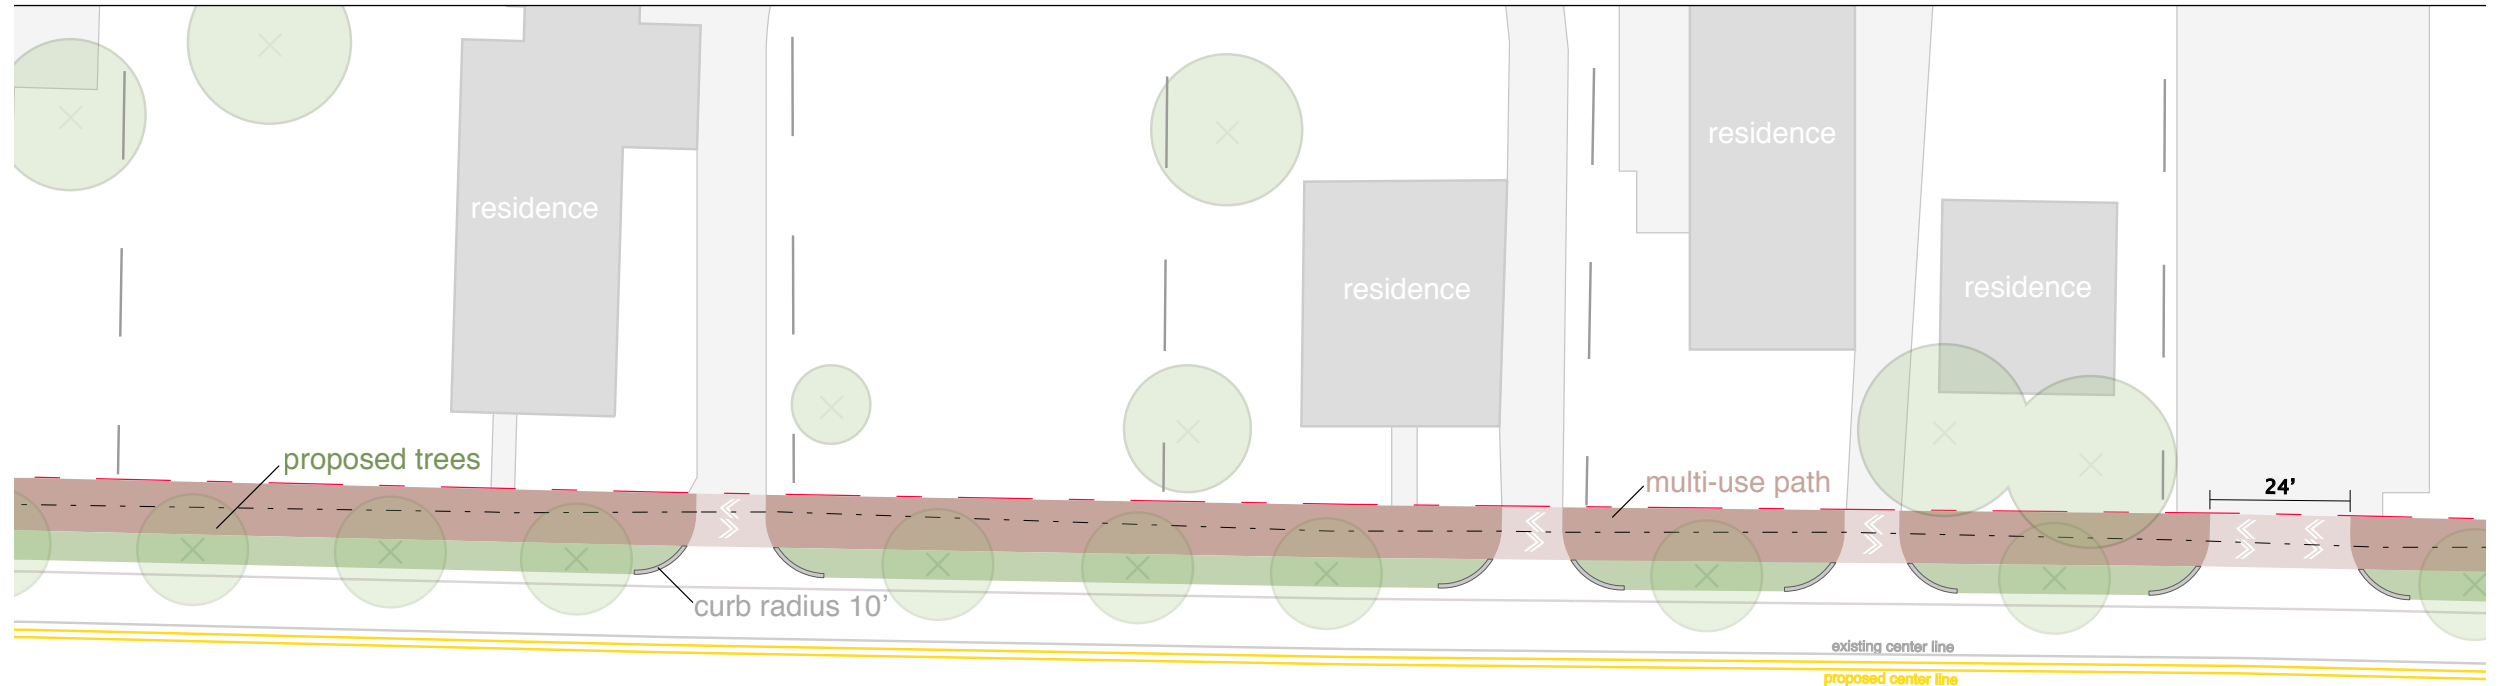 residence
residence
residence
residence
proposed trees
multi-use path
24’
curb radius 10’
existing center line
proposed center line